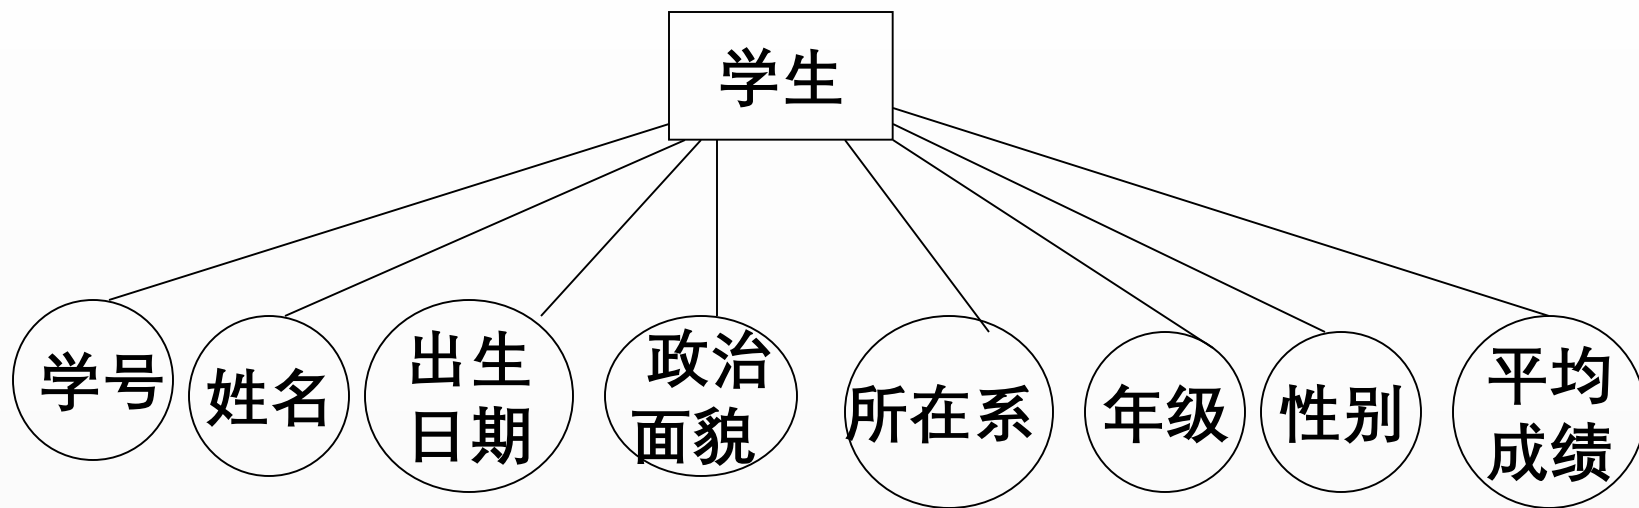 学生
学号
姓名
出生
日期
政治
面貌
所在系
年级
性别
平均
成绩